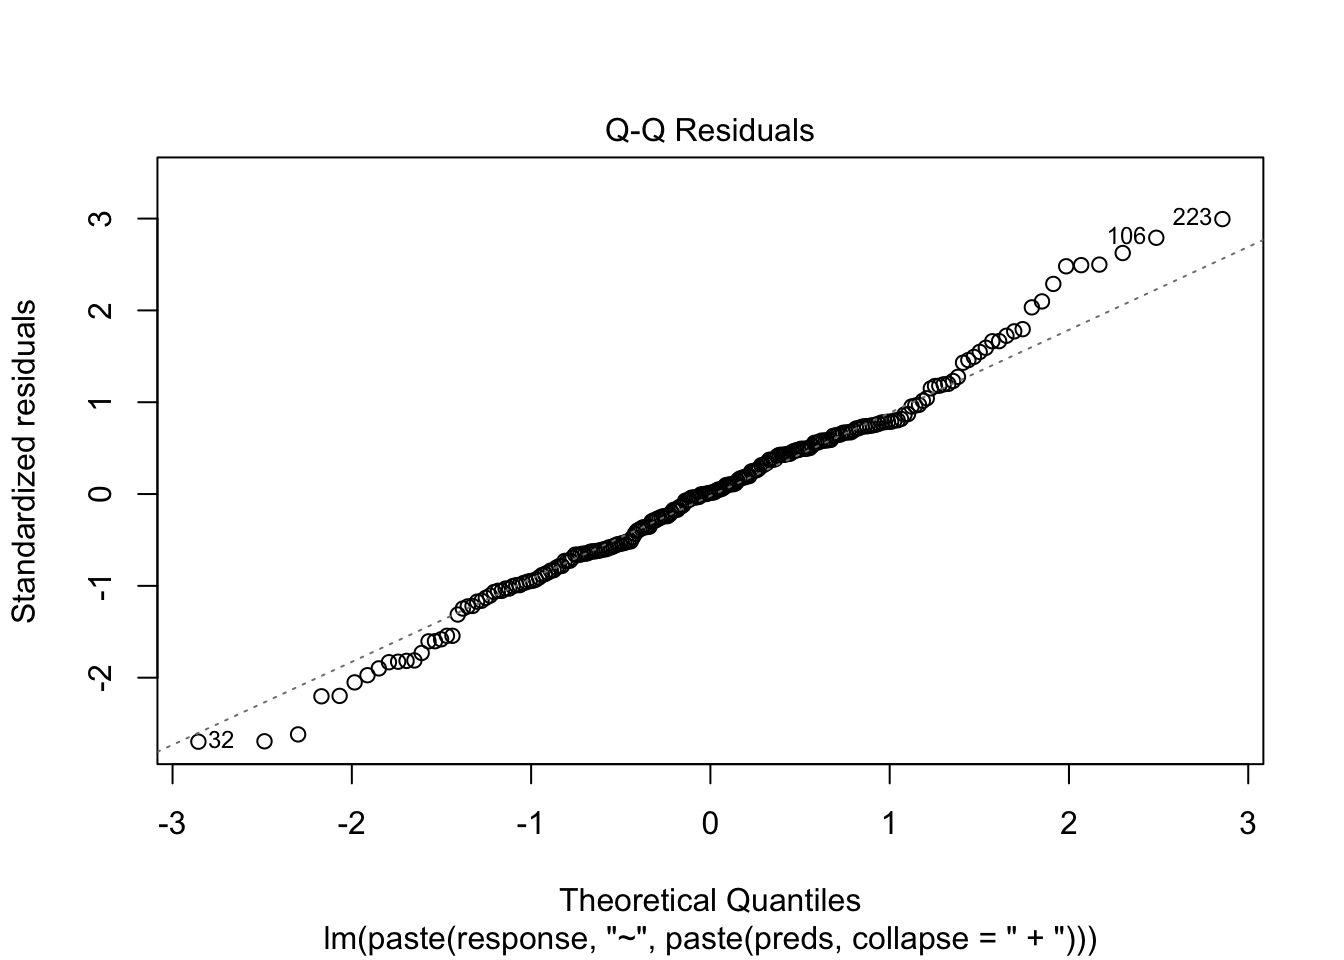 Q-Q Residuals
3
2
1
0
-1
-2
Standardized residuals
223
106
32
-3 -2 -1 0 1 2 3
Theoretical Quantiles
lm(paste(response, "~", paste(preds, collapse = " + ")))